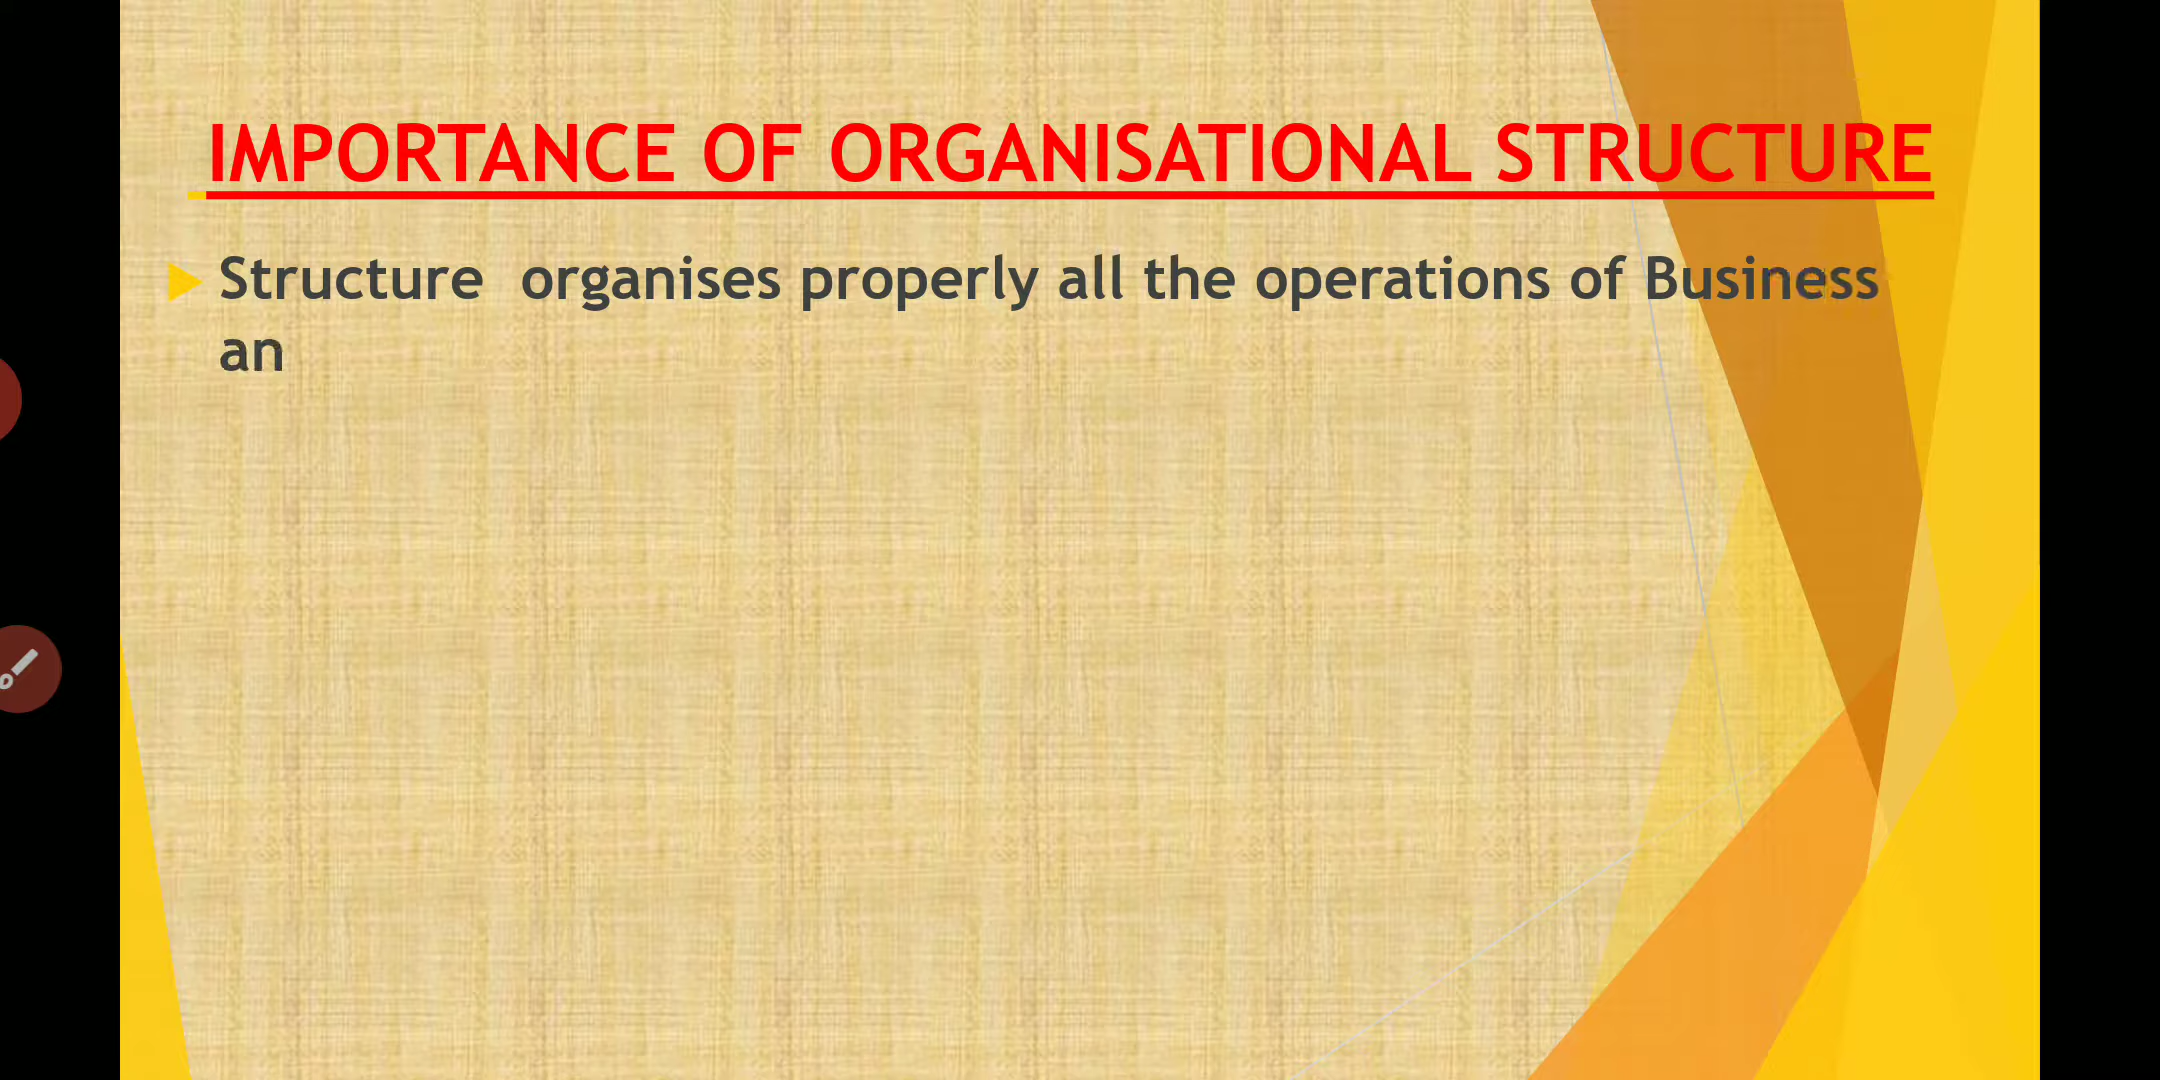 IMPORTANCE OF ORGANISATIONAL STRUCTURE
Structure organises properly all the operations of Business
an